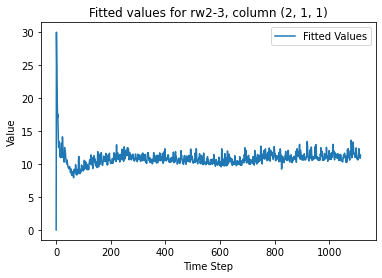 Fitted values for rw2-3, column (2, 1, 1)
Fitted Values
Value
30
25
20
15
10
5
0
0 200 400 600 800 1000
Time Step